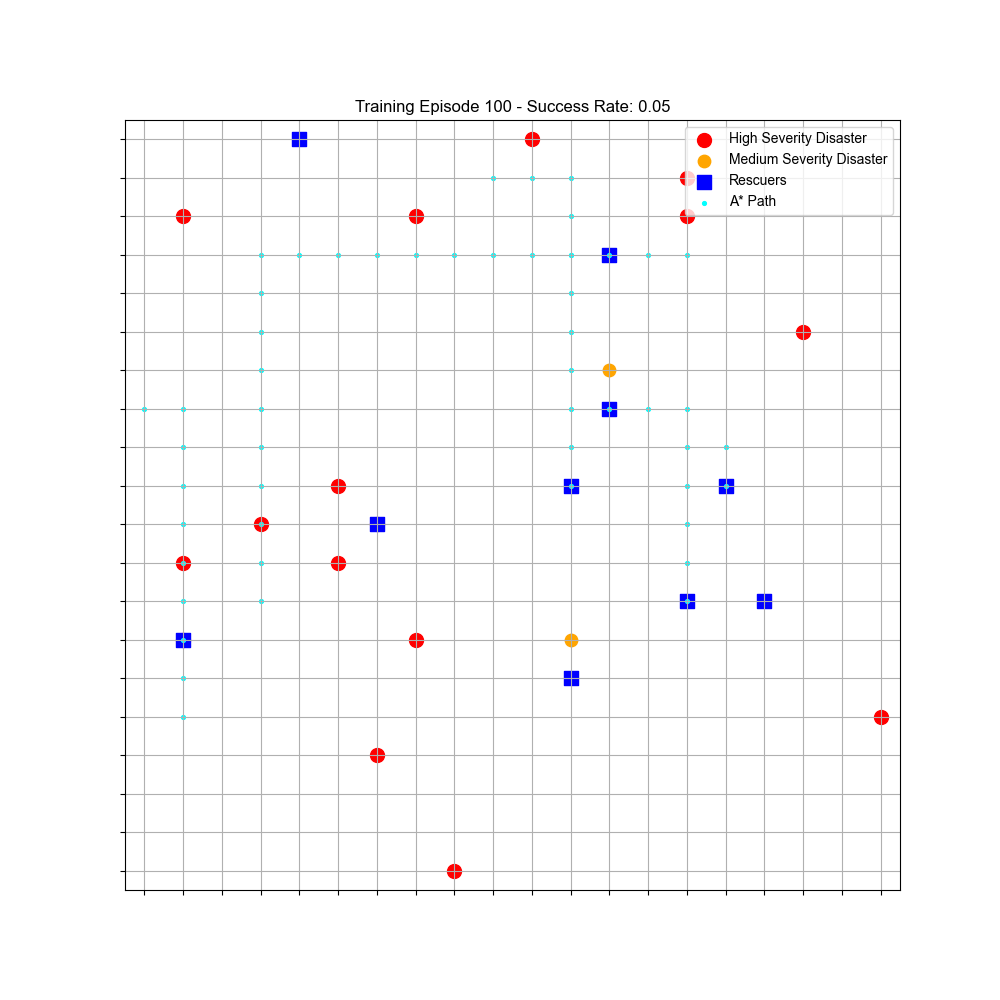 Training Episode 100 - Success Rate: 0.05
High Severity Disaster
Medium Severity Disaster
Rescuers
A* Path